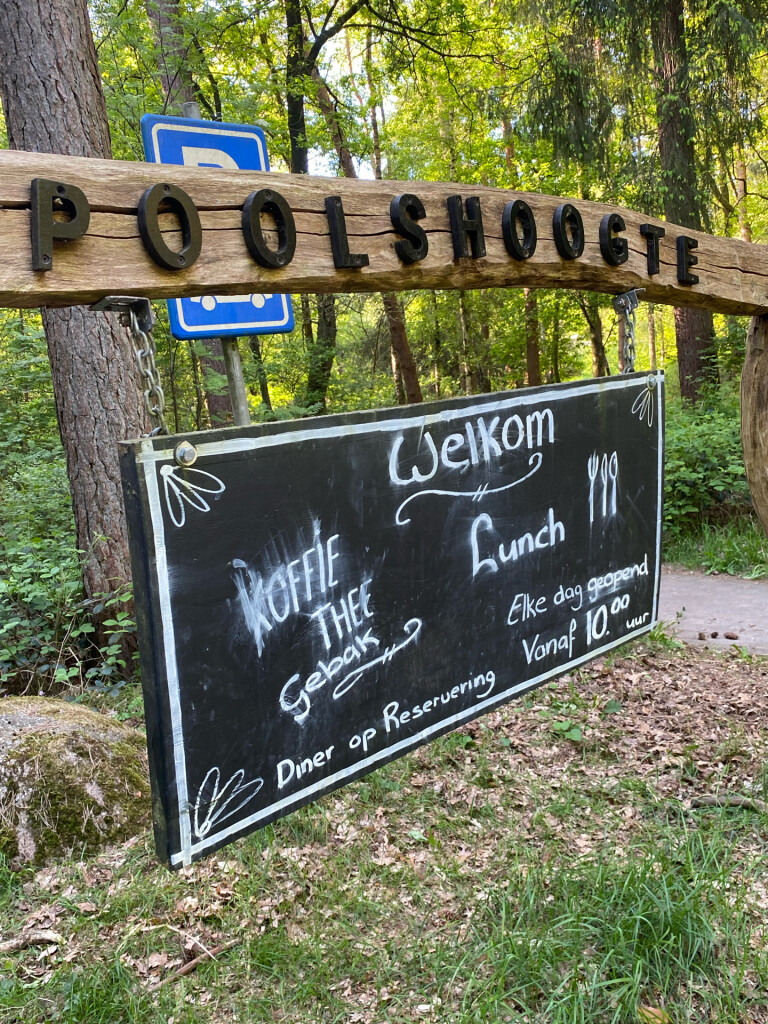 P
POOLSHOOGTE
Welkom
KOFFIE
THEE
Gebak
Lunch
Elke dag geopend
Vanaf 10.00 uur
Diner op Reservering